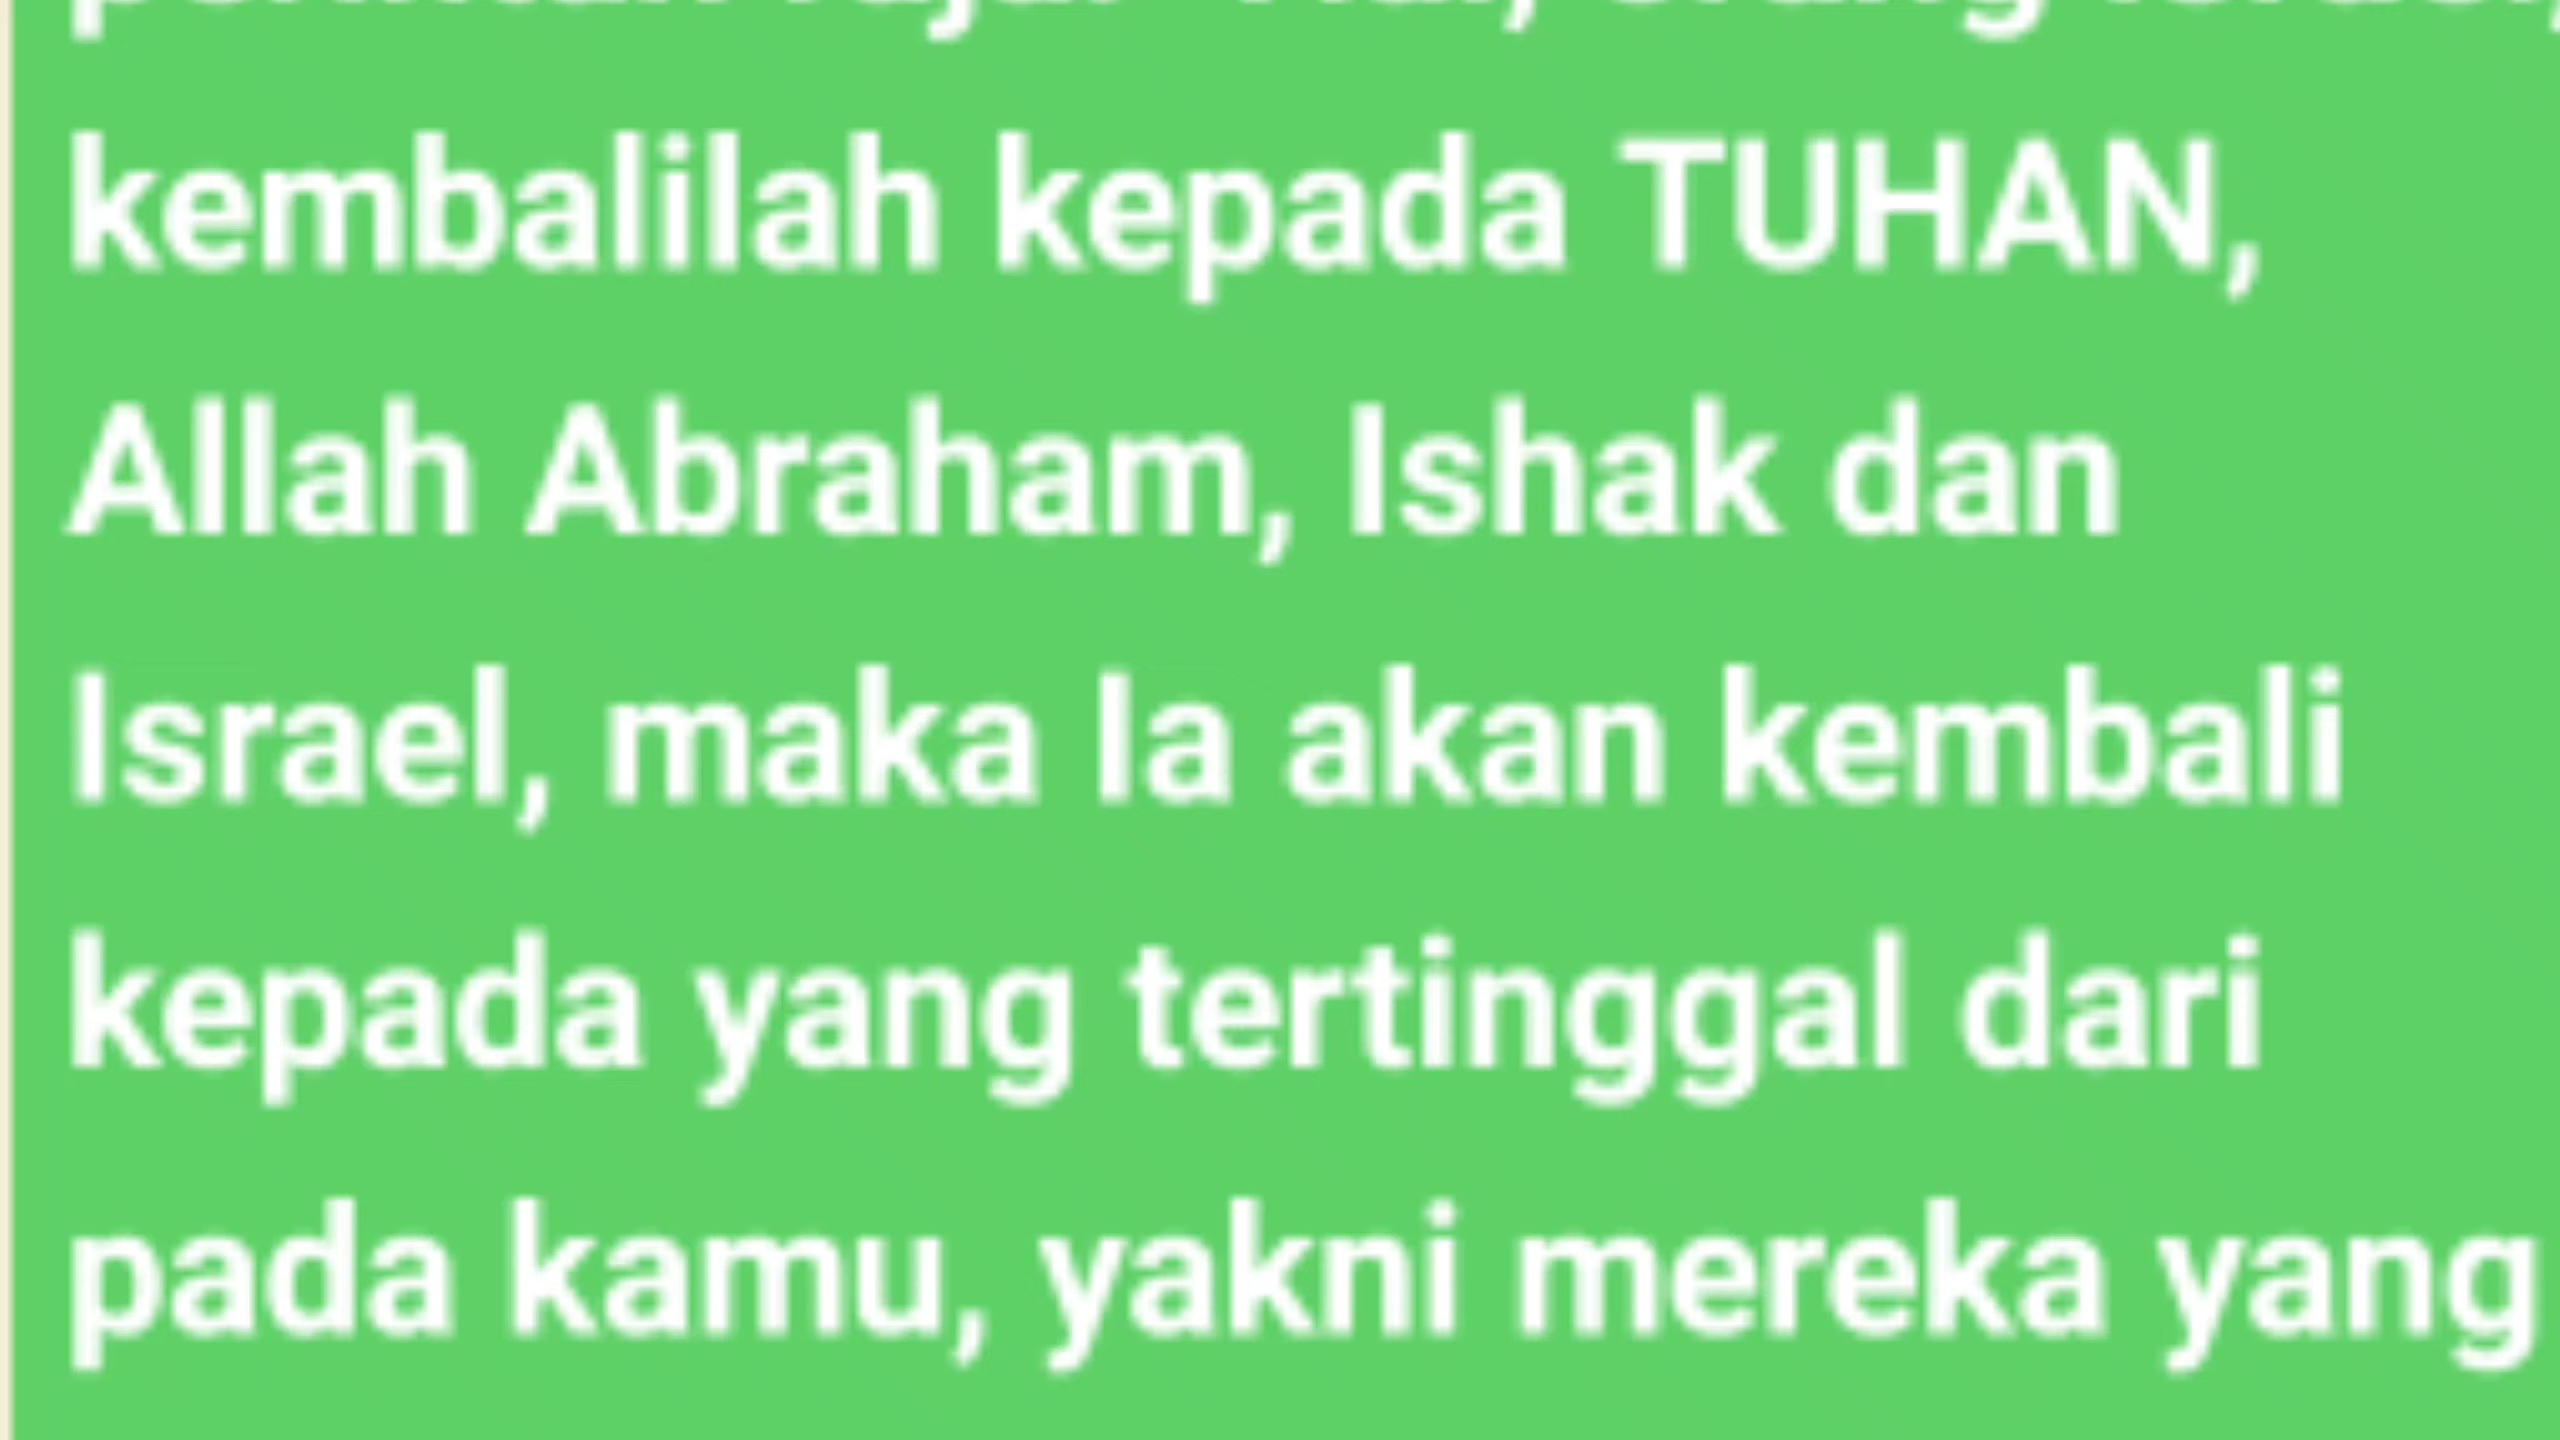 kembalilah kepada TUHAN,
Allah Abraham, Ishak dan
Israel, maka Ia akan kembali
kepada yang tertinggal dari
pada kamu, yakni mereka yang